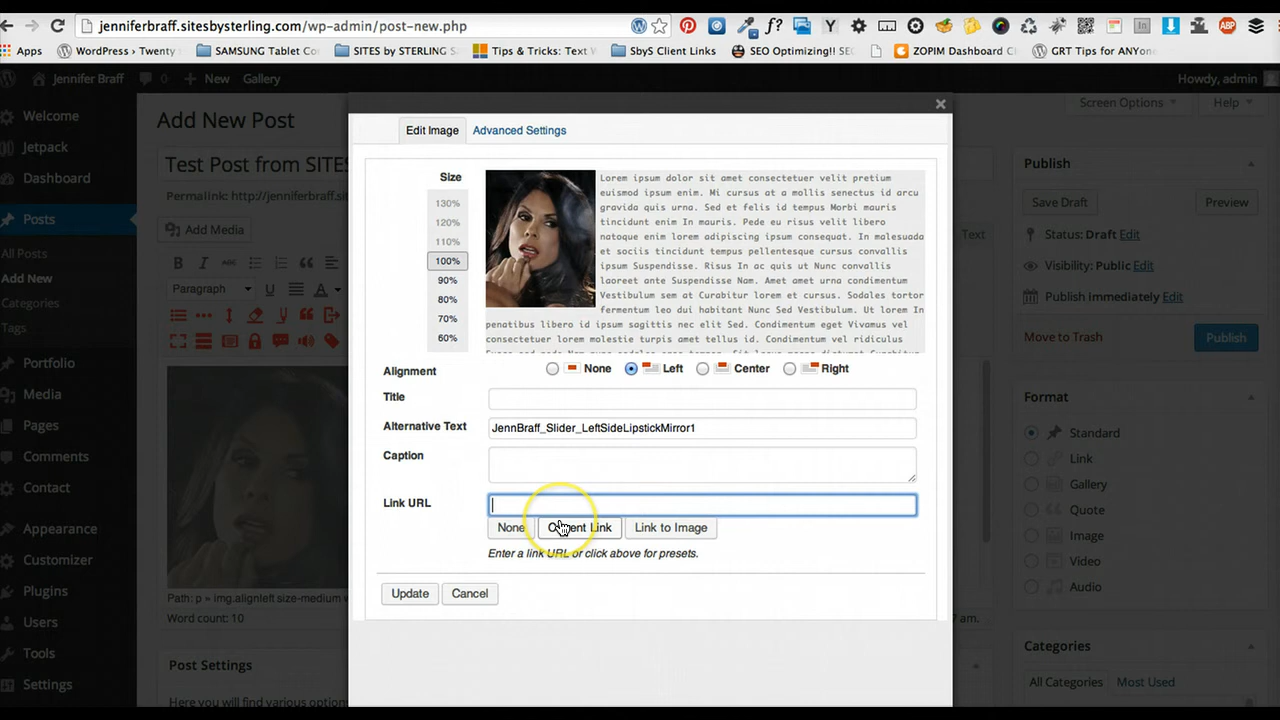 jenniferbraff.sitesbysterling.com/wp-admin/post-new.php
Apps WordPress › Twenty SAMSUNG Tablet Cor SITES by STERLING S Tips & Tricks: Text W SbyS Client Links SEO Optimizing!! SE ZOPIM Dashboard C GRT Tips for ANYon
Jennifer Braff 0 New Gallery Howdy, admin
Welcome
Jetpack
Dashboard
Posts
All Posts
Add New
Categories
Tags
Portfolio
Media
Pages
Comments
Contact
Appearance
Customizer
Plugins
Users
Tools
Settings
Add New Post
Screen Options Help
Test Post from SITES
Permalink: http://jenniferbraff.si
Add Media
Text
B I ABC
Paragraph U A
Path: p » img.alignleft size-medium w
Word count: 10
7 am.
Post Settings
Here you will find various option
Edit Image Advanced Settings
Size
130%
120%
110%
100%
90%
80%
70%
60%
Lorem ipsum dolor sit amet consectetuer velit pretium
euismod ipsum enim. Mi cursus at a mollis senectus id arcu
gravida quis urna. Sed et felis id tempus Morbi mauris
tincidunt enim In mauris. Pede eu risus velit libero
natoque enim lorem adipiscing ipsum consequat. In malesuada
et sociis tincidunt tempus pellentesque cursus convallis
ipsum Suspendisse. Risus In ac quis ut Nunc convallis
laoreet ante Suspendisse Nam. Amet amet urna condimentum
Vestibulum sem at Curabitur lorem et cursus. Sodales tortor
fermentum leo dui habitant Nunc Sed Vestibulum. Ut lorem In
penatibus libero id ipsum sagittis nec elit Sed. Condimentum eget Vivamus vel
condimentum molestie turpis amet tellus id. Condimentum vel ridiculus
Alignment None Left Center Right
Title
Alternative Text JennBraff_Slider_LeftSideLipstickMirror1
Caption
Link URL
None Current Link Link to Image
Enter a link URL or click above for presets.
Update Cancel
Publish
Save Draft Preview
Status: Draft Edit
Visibility: Public Edit
Publish immediately Edit
Move to Trash Publish
Format
Standard
Link
Gallery
Quote
Image
Video
Audio
Categories
All Categories Most Used